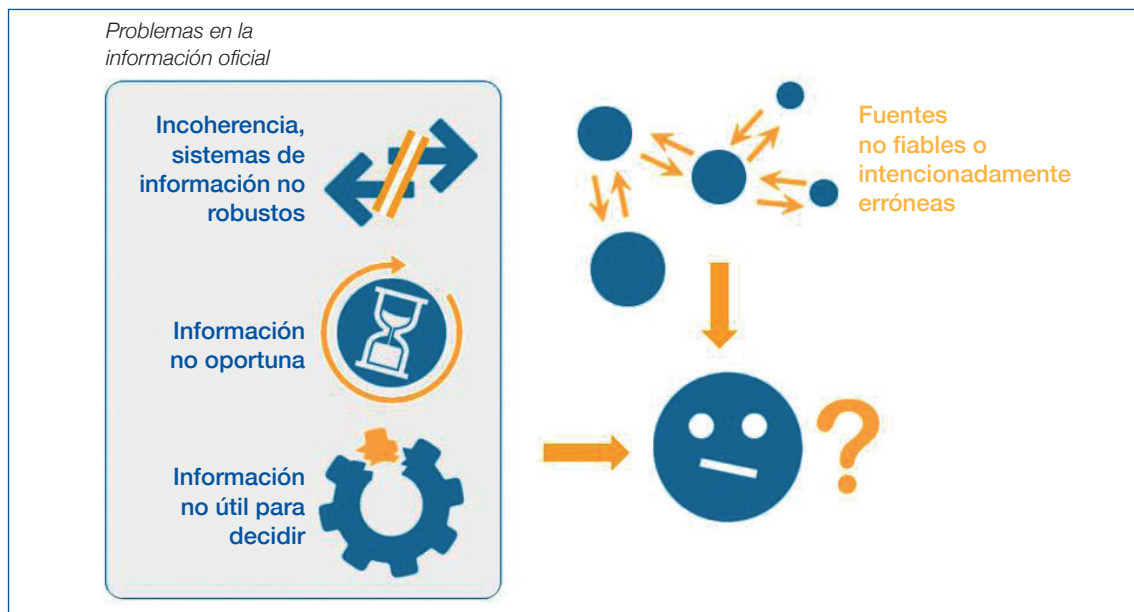 Problemas en la
información oficial
Incoherencia,
sistemas de
información no
robustos
Información
no oportuna
Información
no útil para
decidir
Fuentes
no fiables o
intencionadamente
erróneas
?